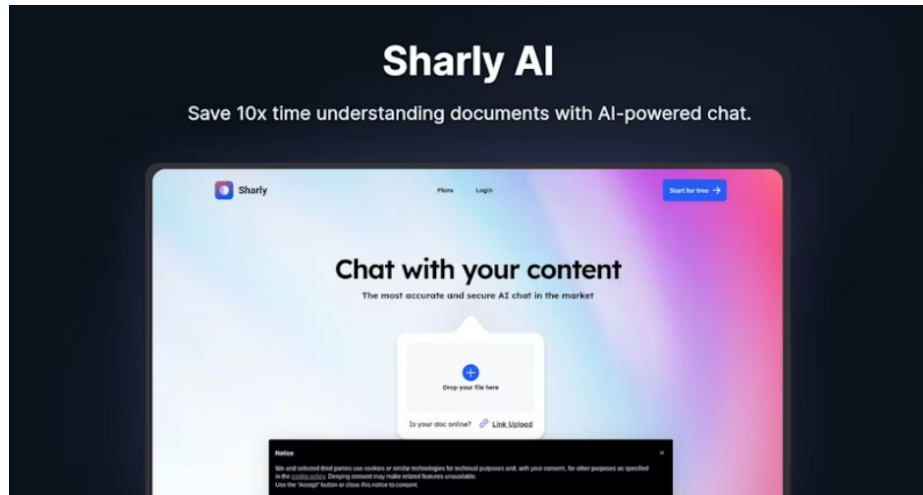 Sharly AI
Save 10x time understanding documents with AI-powered chat.
Sharly
Plans
Login
Start for free →
Chat with your content
The most accurate and secure AI chat in the market
Drop your file here
Is your doc online? Link Upload
Notice
We and selected third parties use cookies or similar technologies for technical purposes and, with your consent, for other purposes as specified
in the cookie policy. Denying consent may make related features unavailable.
Use the "Accept" button or close this notice to consent.